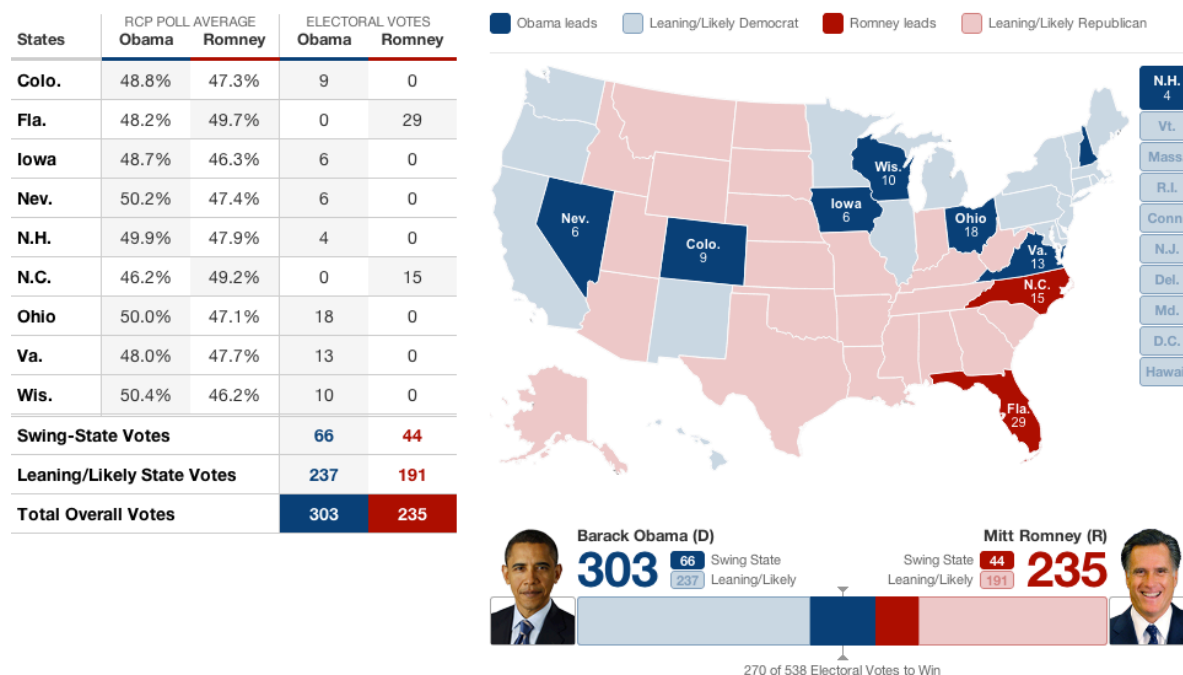 RCP POLL AVERAGE ELECTORAL VOTES
States Obama Romney Obama Romney
Colo. 48.8% 47.3% 9 0
Fla. 48.2% 49.7% 0 29
Iowa 48.7% 46.3% 6 0
Nev. 50.2% 47.4% 6 0
N.H. 49.9% 47.9% 4 0
N.C. 46.2% 49.2% 0 15
Ohio 50.0% 47.1% 18 0
Va. 48.0% 47.7% 13 0
Wis. 50.4% 46.2% 10 0
Swing-State Votes 66 44
Leaning/Likely State Votes 237 191
Total Overall Votes 303 235
Obama leads Leaning/Likely Democrat Romney leads Leaning/Likely Republican
N.H.
4
Vt.
Mass
R.I.
Conn
N.J.
Del.
Md.
D.C.
Hawai
Wis.
10
Iowa
6
Nev.
6
Ohio
18
Colo.
9
Va.
13
N.C.
15
Fla.
29
Barack Obama (D) Mitt Romney (R)
303 66 Swing State Swing State 44 235
237 Leaning/Likely Leaning/Likely 191
270 of 538 Electoral Votes to Win